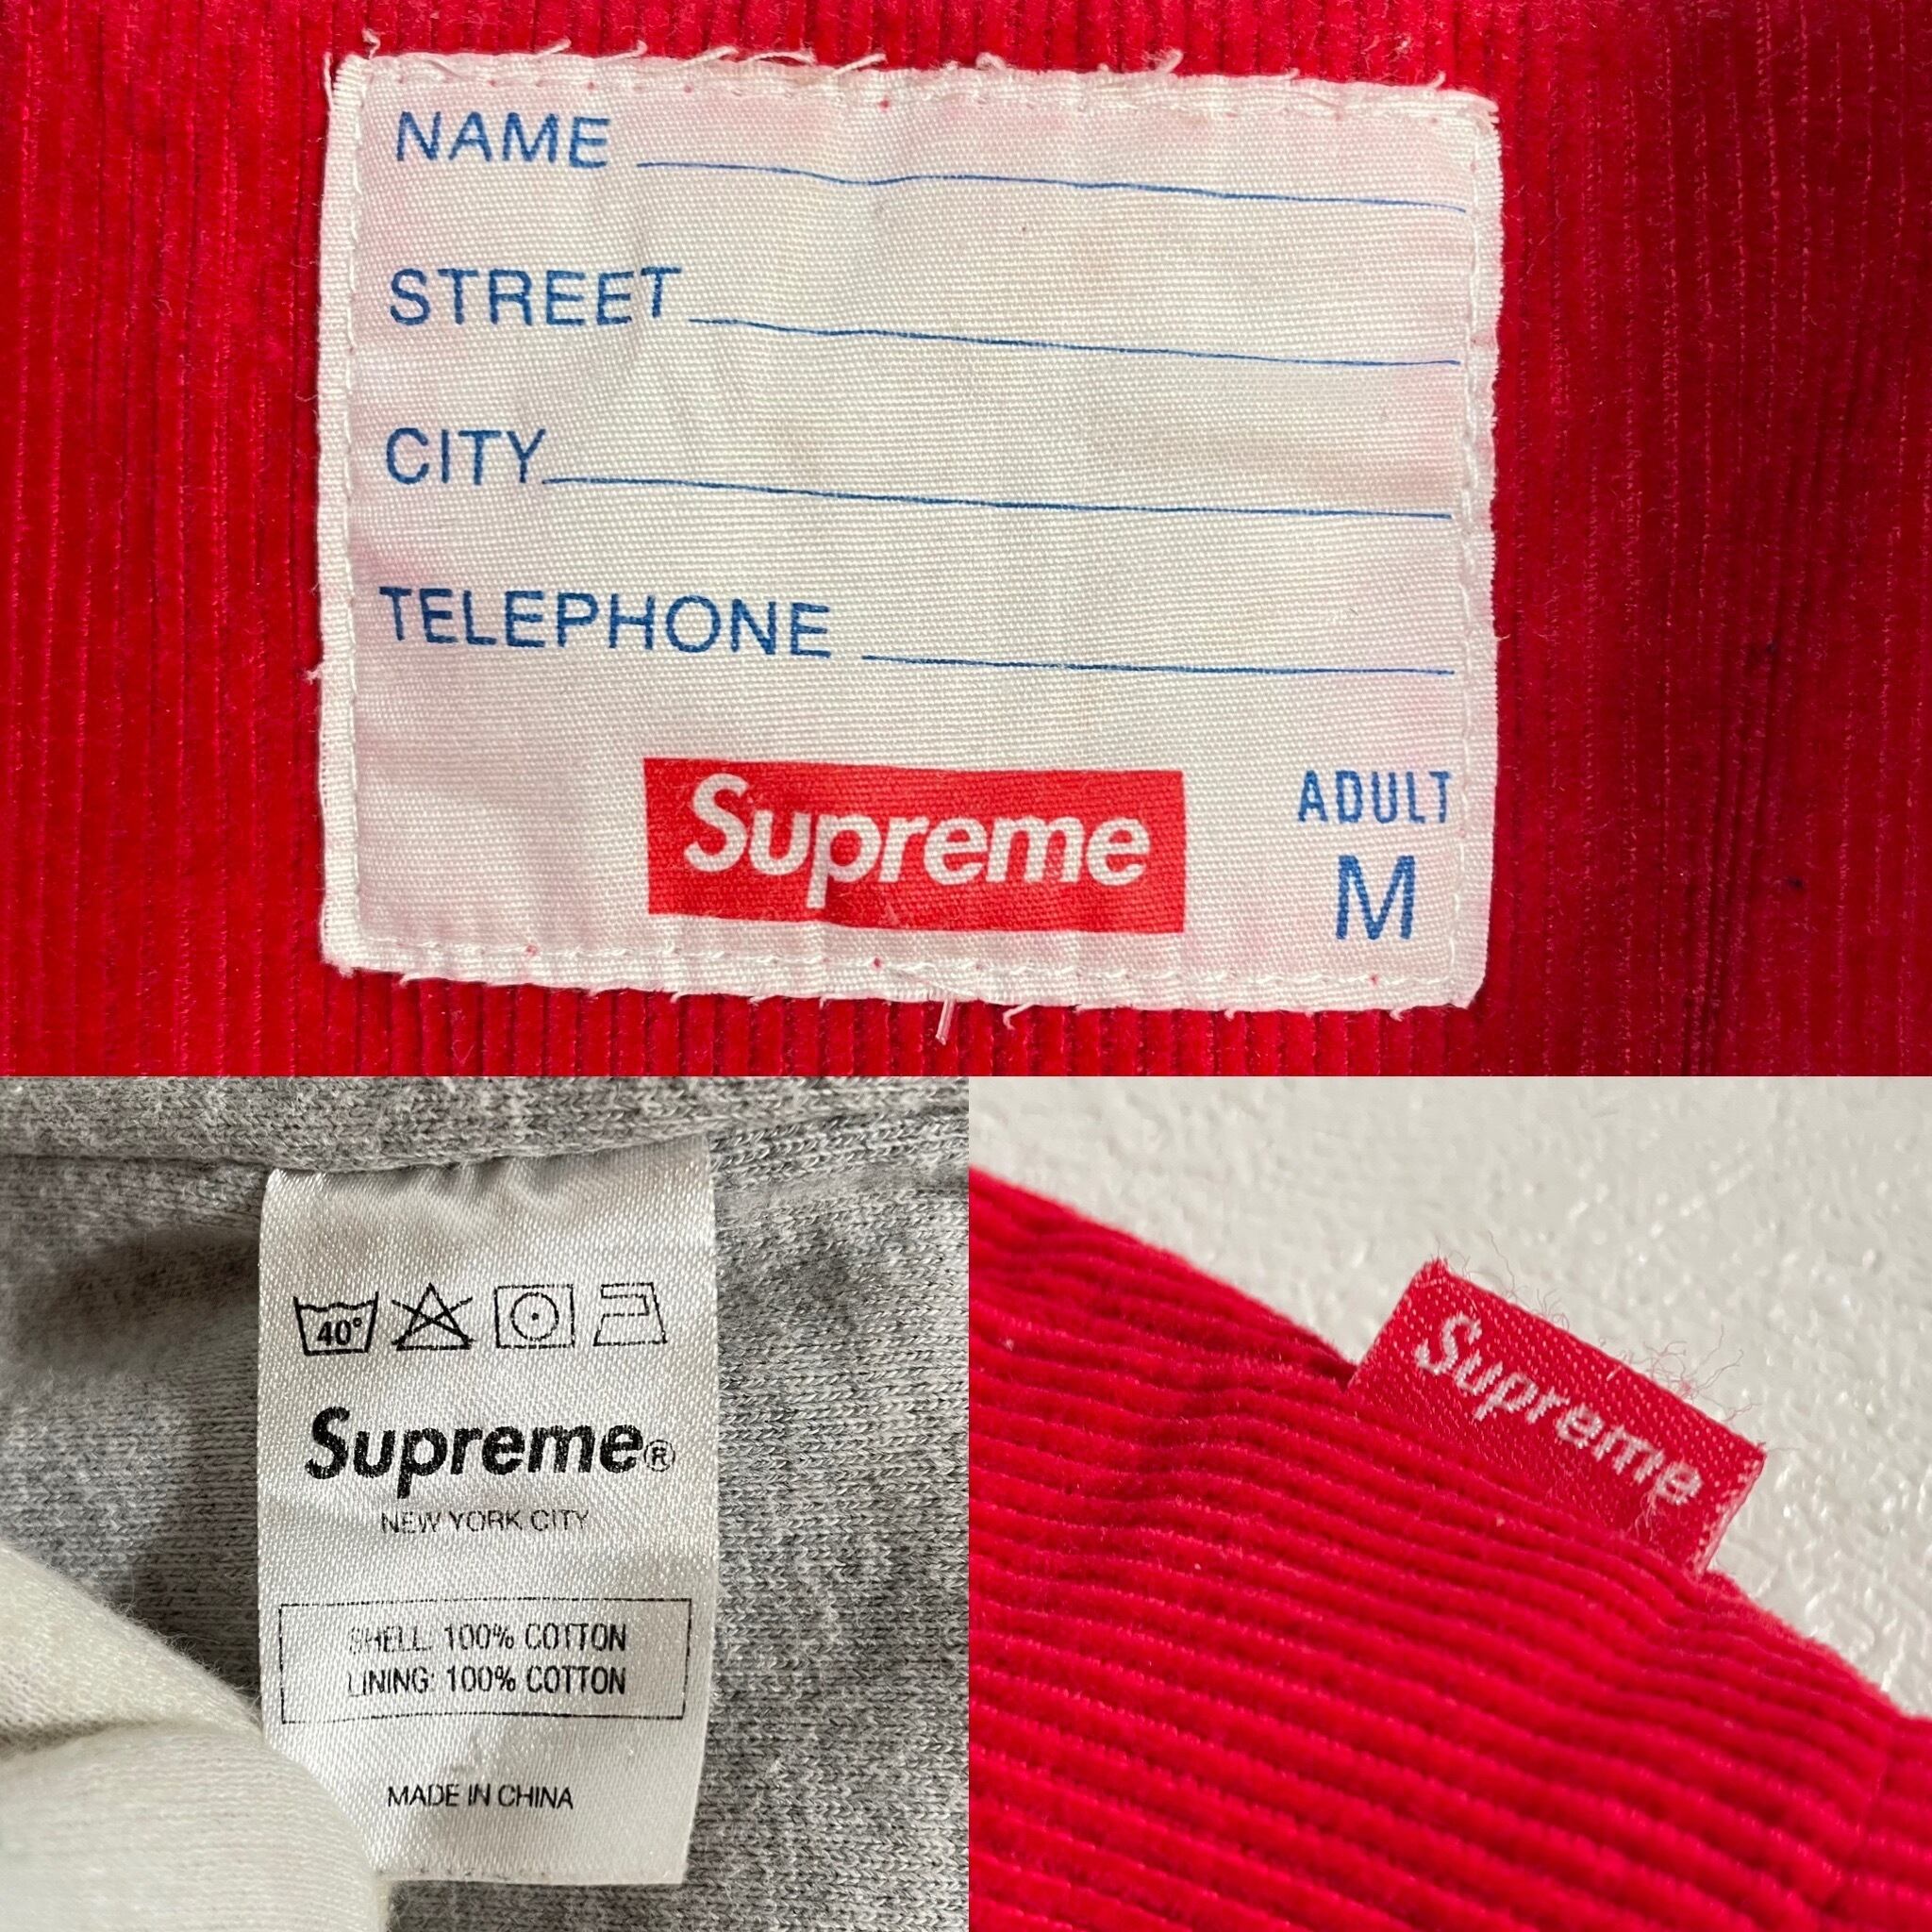 NAME
STREET
CITY
TELEPHONE
Supreme
ADULT
M
40°
Supreme®
NEW YORK CITY
SHELL: 100% COTTON
LINING: 100% COTTON
MADE IN CHINA
Supreme